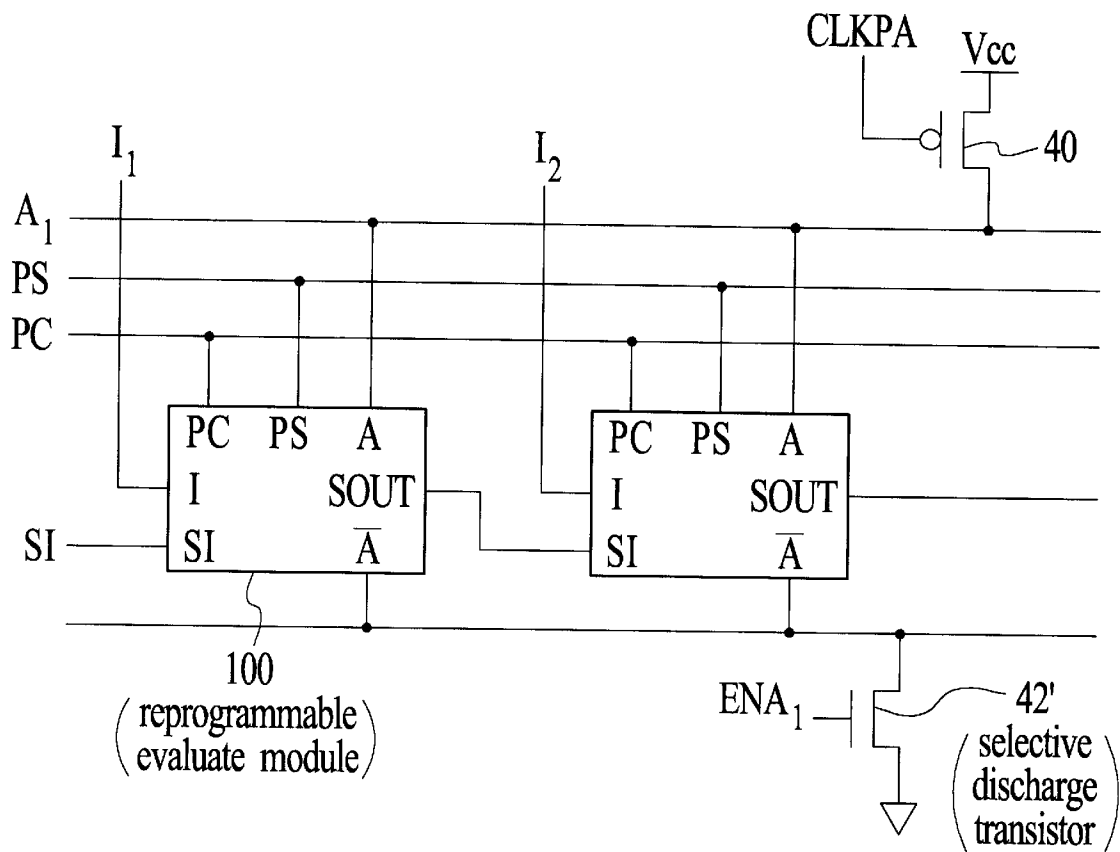 CLKPA
Vcc
40
I₁
I₂
A₁
PS
PC
PC PS A
I SOUT
SI A̅
PC PS A
I SOUT
SI A̅
SI
100
(reprogrammable
evaluate module)
ENA₁
42'
(selective
discharge
transistor)